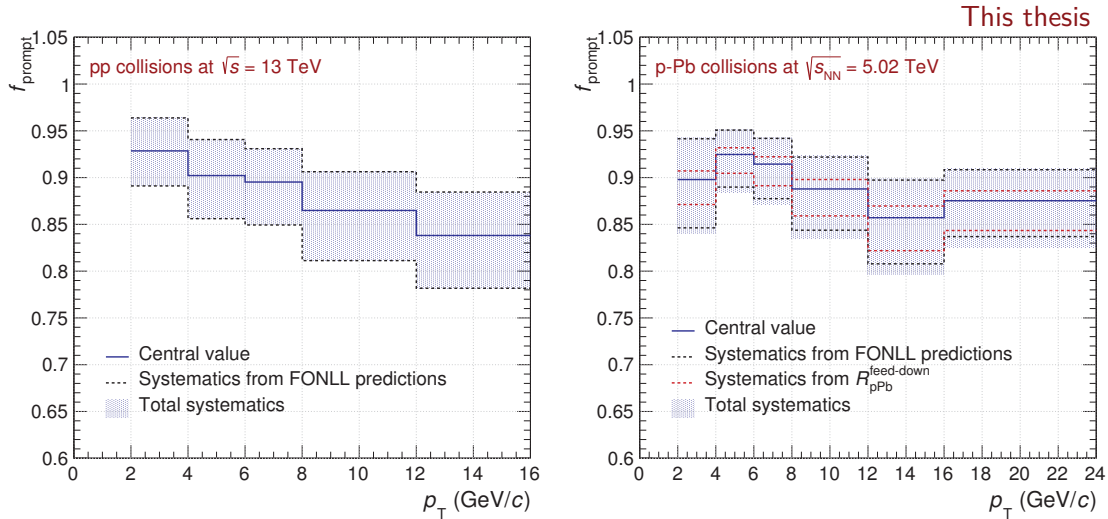 This thesis
f_prompt
1.05
1
0.95
0.9
0.85
0.8
0.75
0.7
0.65
0.6
pp collisions at √s = 13 TeV
Central value
Systematics from FONLL predictions
Total systematics
0 2 4 6 8 10 12 14 16
p_T (GeV/c)
f_prompt
1.05
1
0.95
0.9
0.85
0.8
0.75
0.7
0.65
0.6
p-Pb collisions at √s_NN = 5.02 TeV
Central value
Systematics from FONLL predictions
Systematics from R_pPb^feed-down
Total systematics
0 2 4 6 8 10 12 14 16 18 20 22 24
p_T (GeV/c)